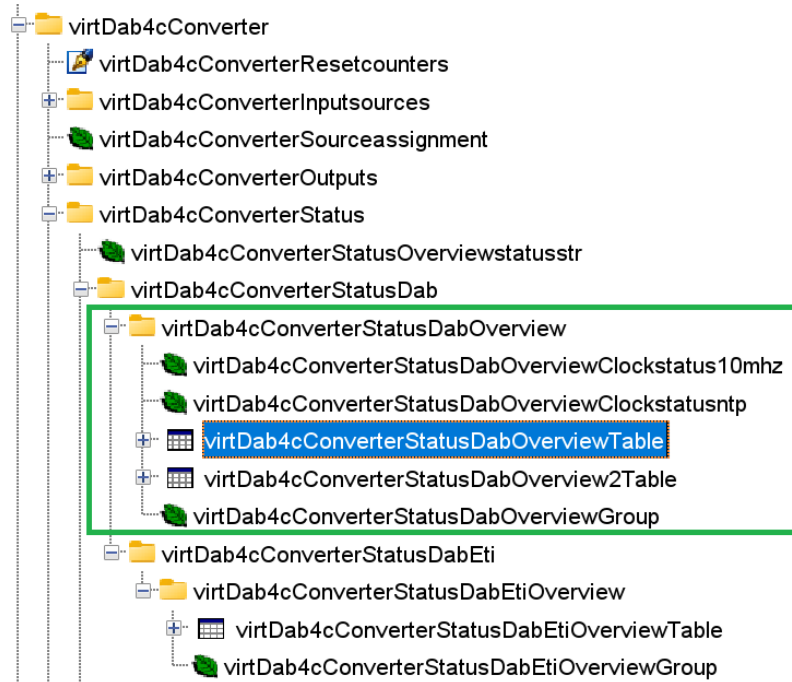 virtDab4cConverter
virtDab4cConverterResetcounters
virtDab4cConverterInputsources
virtDab4cConverterSourceassignment
virtDab4cConverterOutputs
virtDab4cConverterStatus
virtDab4cConverterStatusOverviewstatusstr
virtDab4cConverterStatusDab
virtDab4cConverterStatusDabOverview
virtDab4cConverterStatusDabOverviewClockstatus10mhz
virtDab4cConverterStatusDabOverviewClockstatusntp
virtDab4cConverterStatusDabOverviewTable
virtDab4cConverterStatusDabOverview2Table
virtDab4cConverterStatusDabOverviewGroup
virtDab4cConverterStatusDabEti
virtDab4cConverterStatusDabEtiOverview
virtDab4cConverterStatusDabEtiOverviewTable
virtDab4cConverterStatusDabEtiOverviewGroup